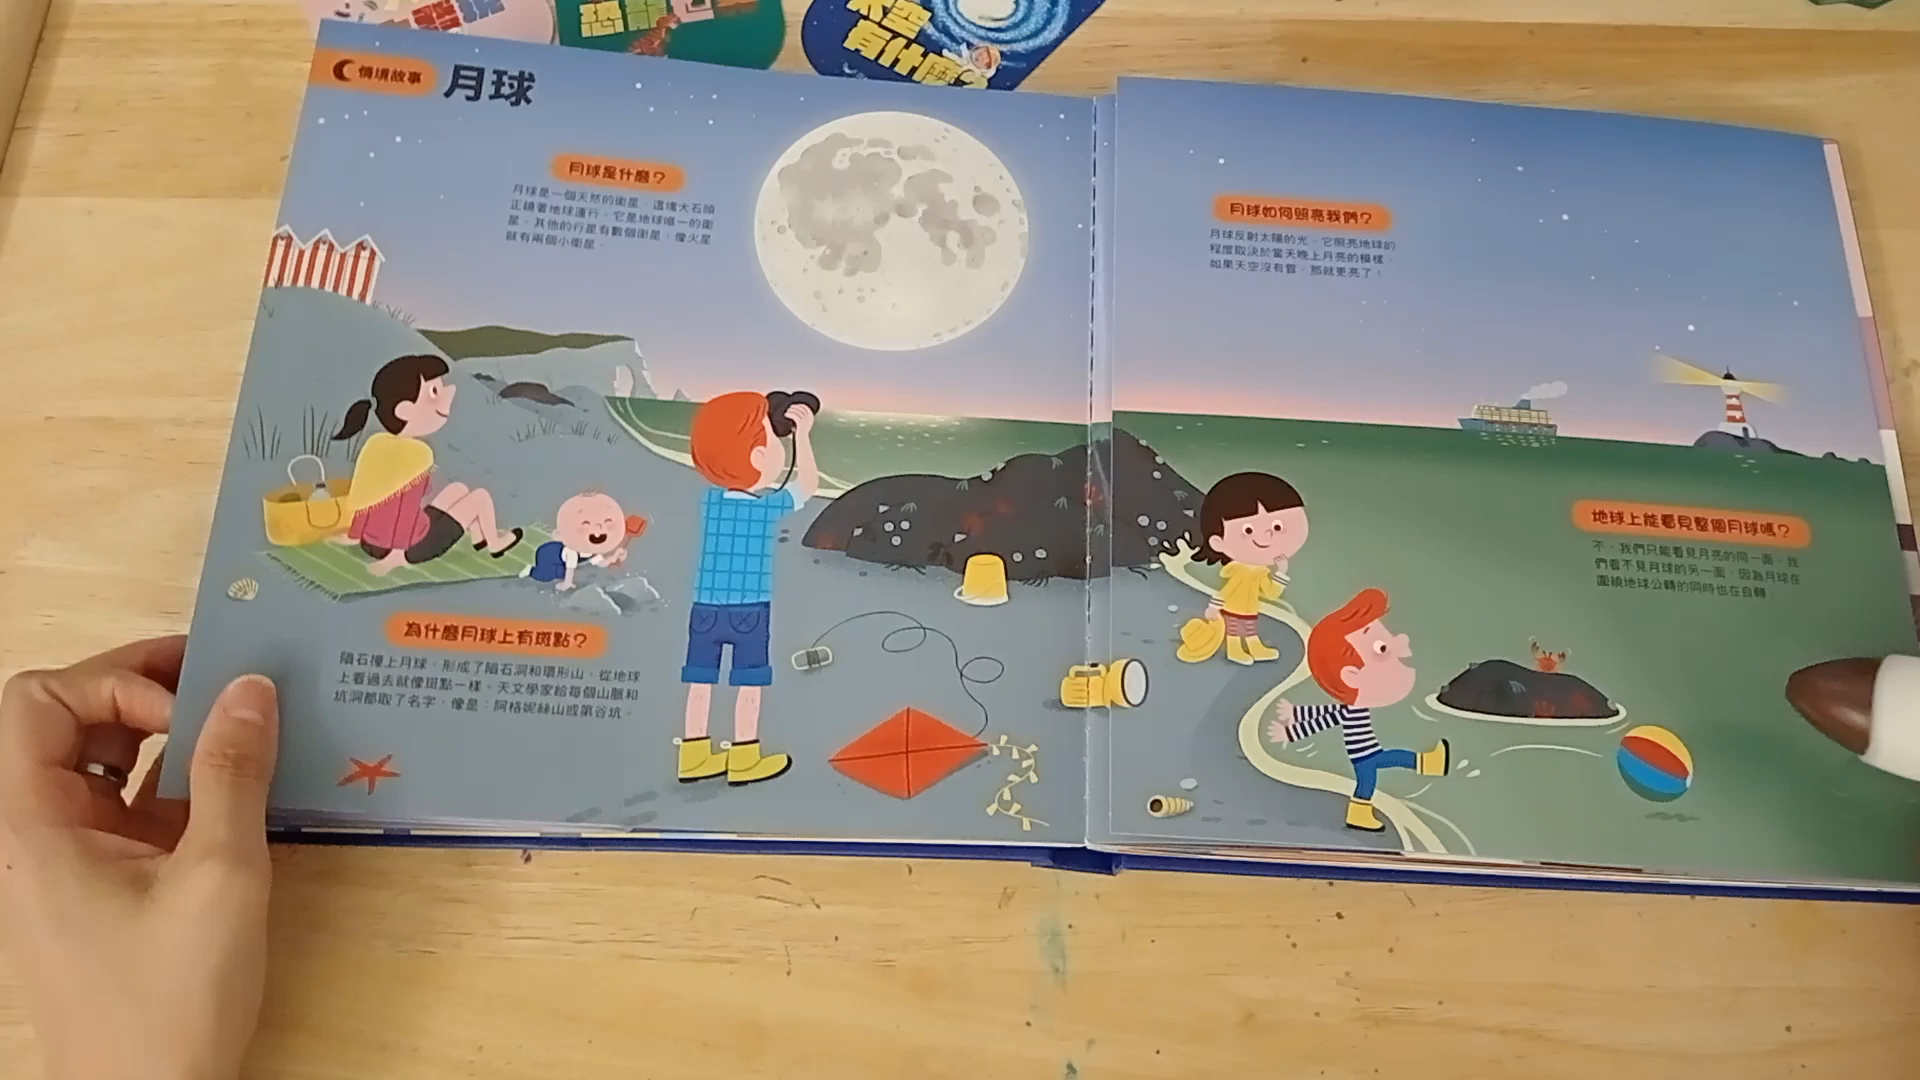 太空
有什麼?
情境故事
月球
月球是什麼?
月球是一個天然的衛星,這塊大石頭
正繞著地球運行,它是地球唯一的衛
星。其他的行星有數個衛星,像火星
就有兩個小衛星。
月球如何照亮我們?
月球反射太陽的光,它照亮地球的
程度取決於當天晚上月亮的模樣。
如果天空沒有雲,那就更亮了!
地球上能看見整個月球嗎?
不,我們只能看見月亮的同一面,我
們看不見月球的另一面,因為月球在
圍繞地球公轉的同時也在自轉。
為什麼月球上有斑點?
隕石撞上月球,形成了隕石洞和環形山,從地球
上看過去就像斑點一樣。天文學家給每個山脈和
坑洞都取了名字,像是:阿格妮絲山或第谷坑。